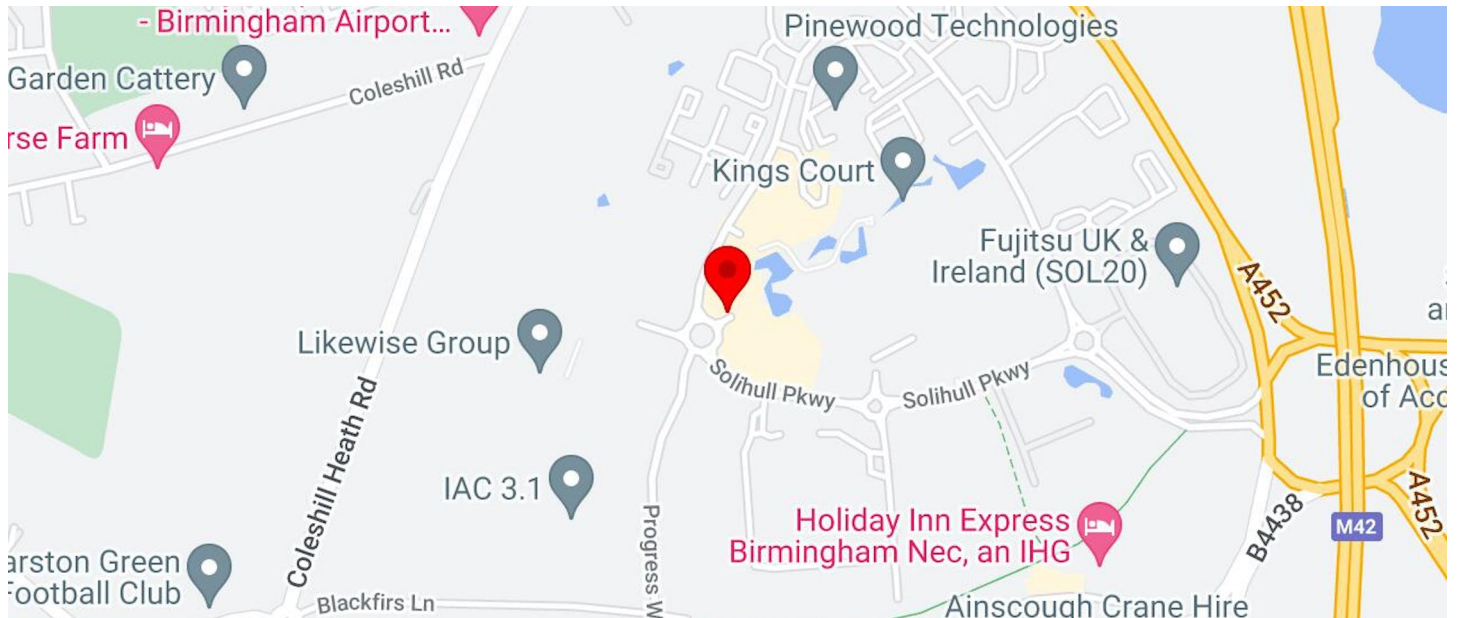 - Birmingham Airport...
Pinewood Technologies
Garden Cattery
Coleshill Rd
rse Farm
Kings Court
Fujitsu UK &
Ireland (SOL20)
A452
Likewise Group
Solihull Pkwy
Solihull Pkwy
Edenhous
of Acc
Coleshill Heath Rd
IAC 3.1
Progress W
Holiday Inn Express
Birmingham Nec, an IHG
B4438
M42
A452
arston Green
Football Club
Blackfirs Ln
Ainscough Crane Hire